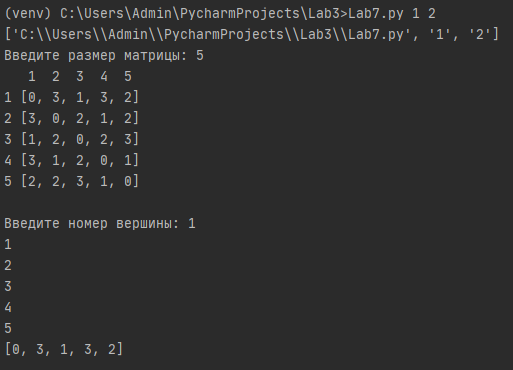 (venv) C:\Users\Admin\PycharmProjects\Lab3>Lab7.py 1 2
['C:\\Users\\Admin\\PycharmProjects\\Lab3\\Lab7.py', '1', '2']
Введите размер матрицы: 5
   1  2  3  4  5
1 [0, 3, 1, 3, 2]
2 [3, 0, 2, 1, 2]
3 [1, 2, 0, 2, 3]
4 [3, 1, 2, 0, 1]
5 [2, 2, 3, 1, 0]
Введите номер вершины: 1
1
2
3
4
5
[0, 3, 1, 3, 2]